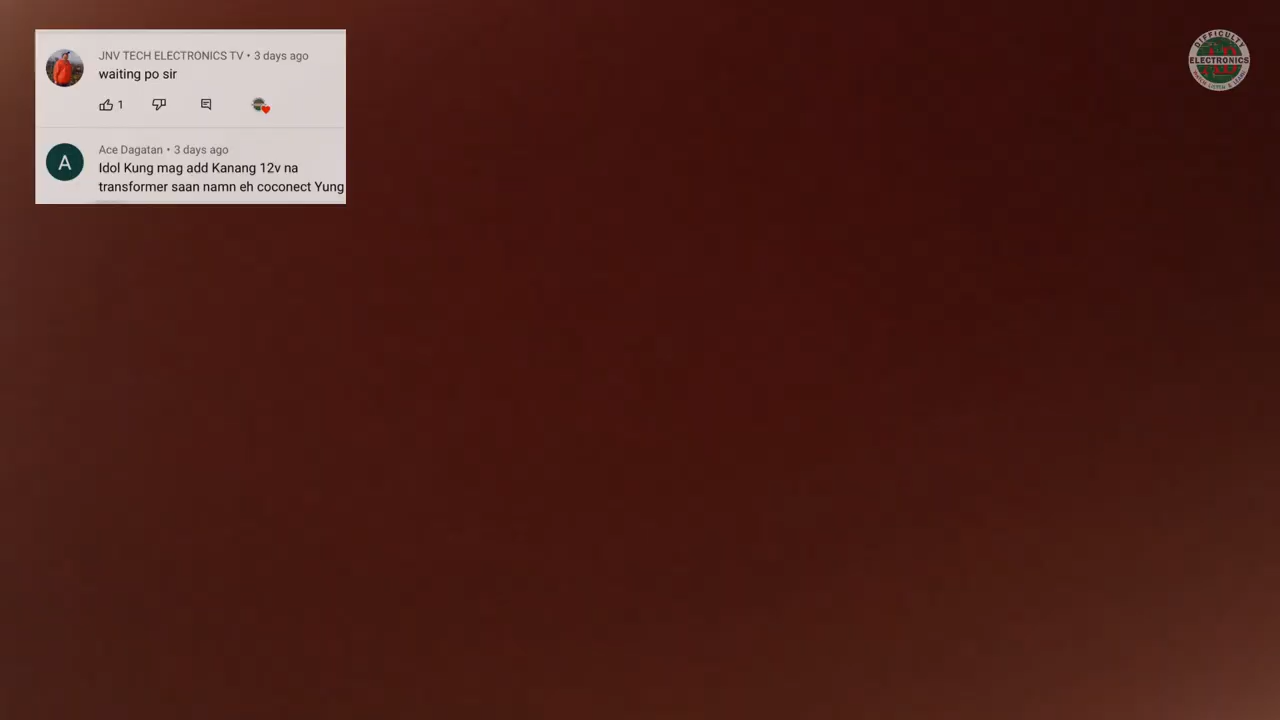 JNV TECH ELECTRONICS TV • 3 days ago
waiting po sir
1
A
Ace Dagatan • 3 days ago
Idol Kung mag add Kanang 12v na
transformer saan namn eh coconect Yung
DIFFICULTY
ELECTRONICS